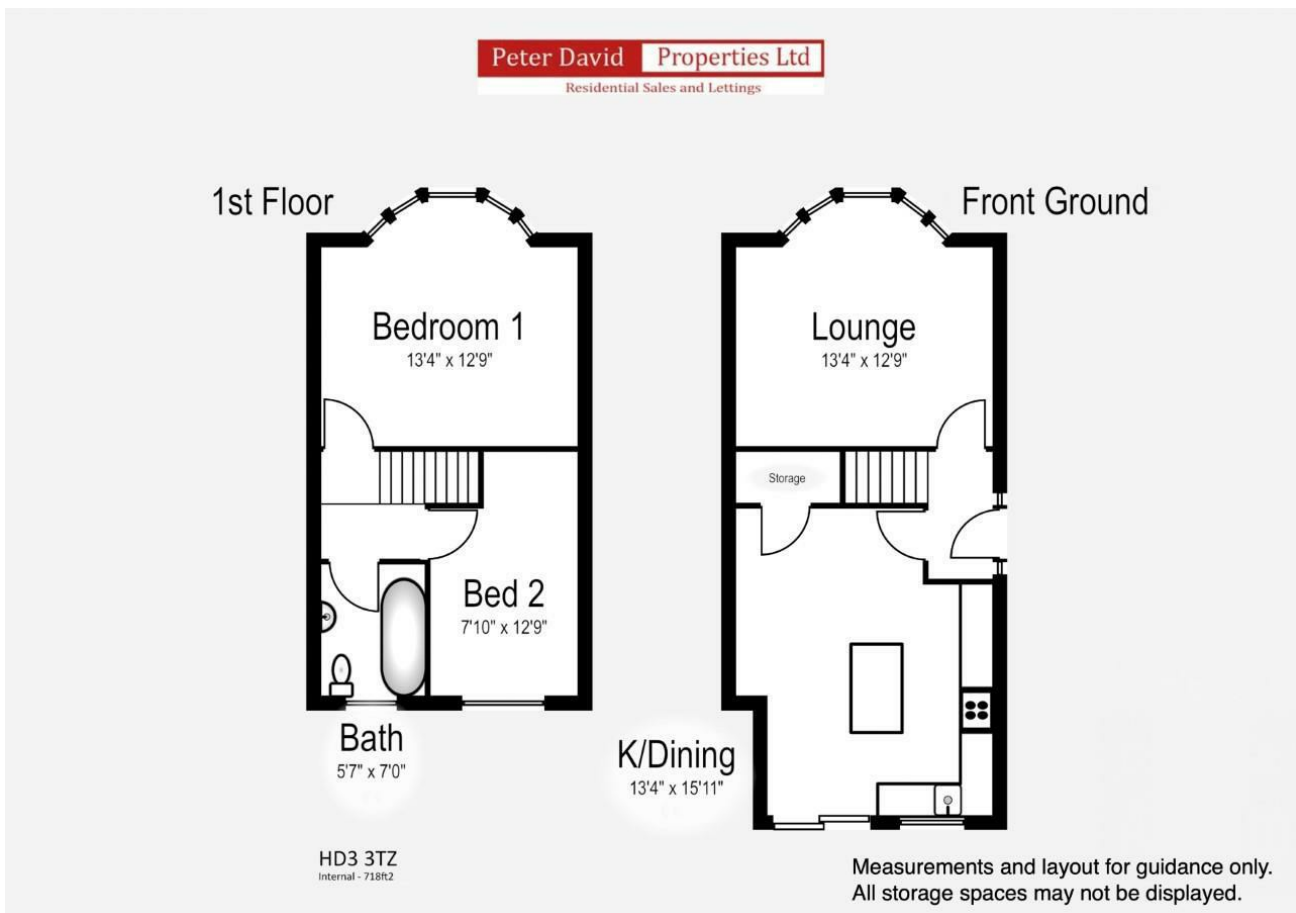 Peter David Properties Ltd
Residential Sales and Lettings
1st Floor
Front Ground
Bedroom 1
13'4" x 12'9"
Lounge
13'4" x 12'9"
Storage
Bed 2
7'10" x 12'9"
Bath
5'7" x 7'0"
K/Dining
13'4" x 15'11"
HD3 3TZ
Internal - 718ft2
Measurements and layout for guidance only.
All storage spaces may not be displayed.